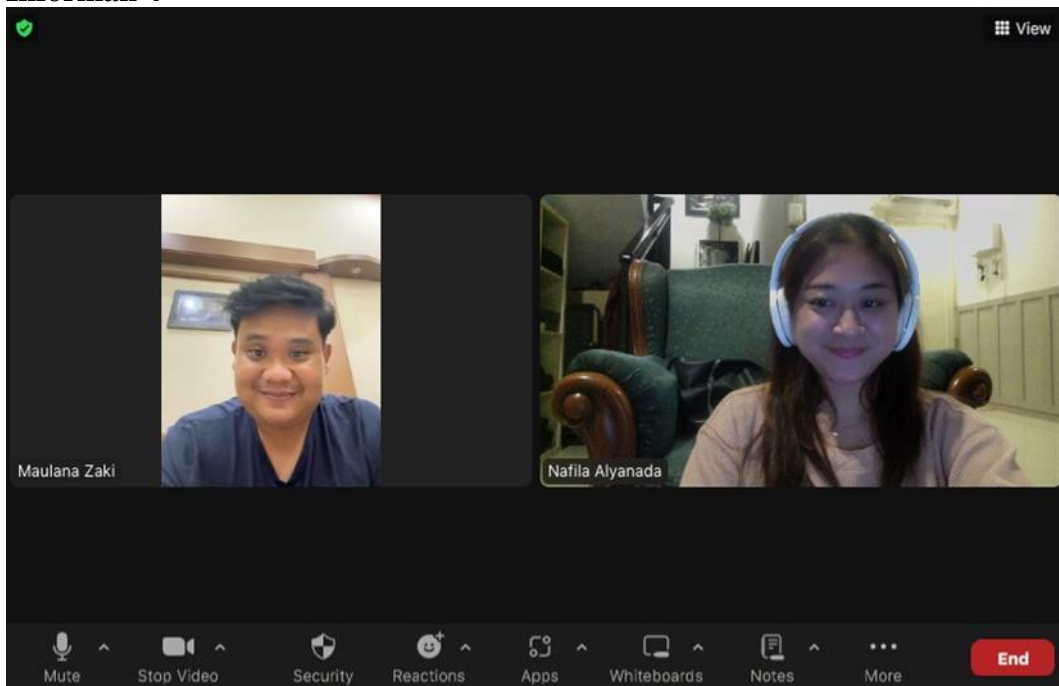 View
Maulana Zaki
Nafila Alyanada
Mute
Stop Video
Security
Reactions
Apps
Whiteboards
Notes
More
End